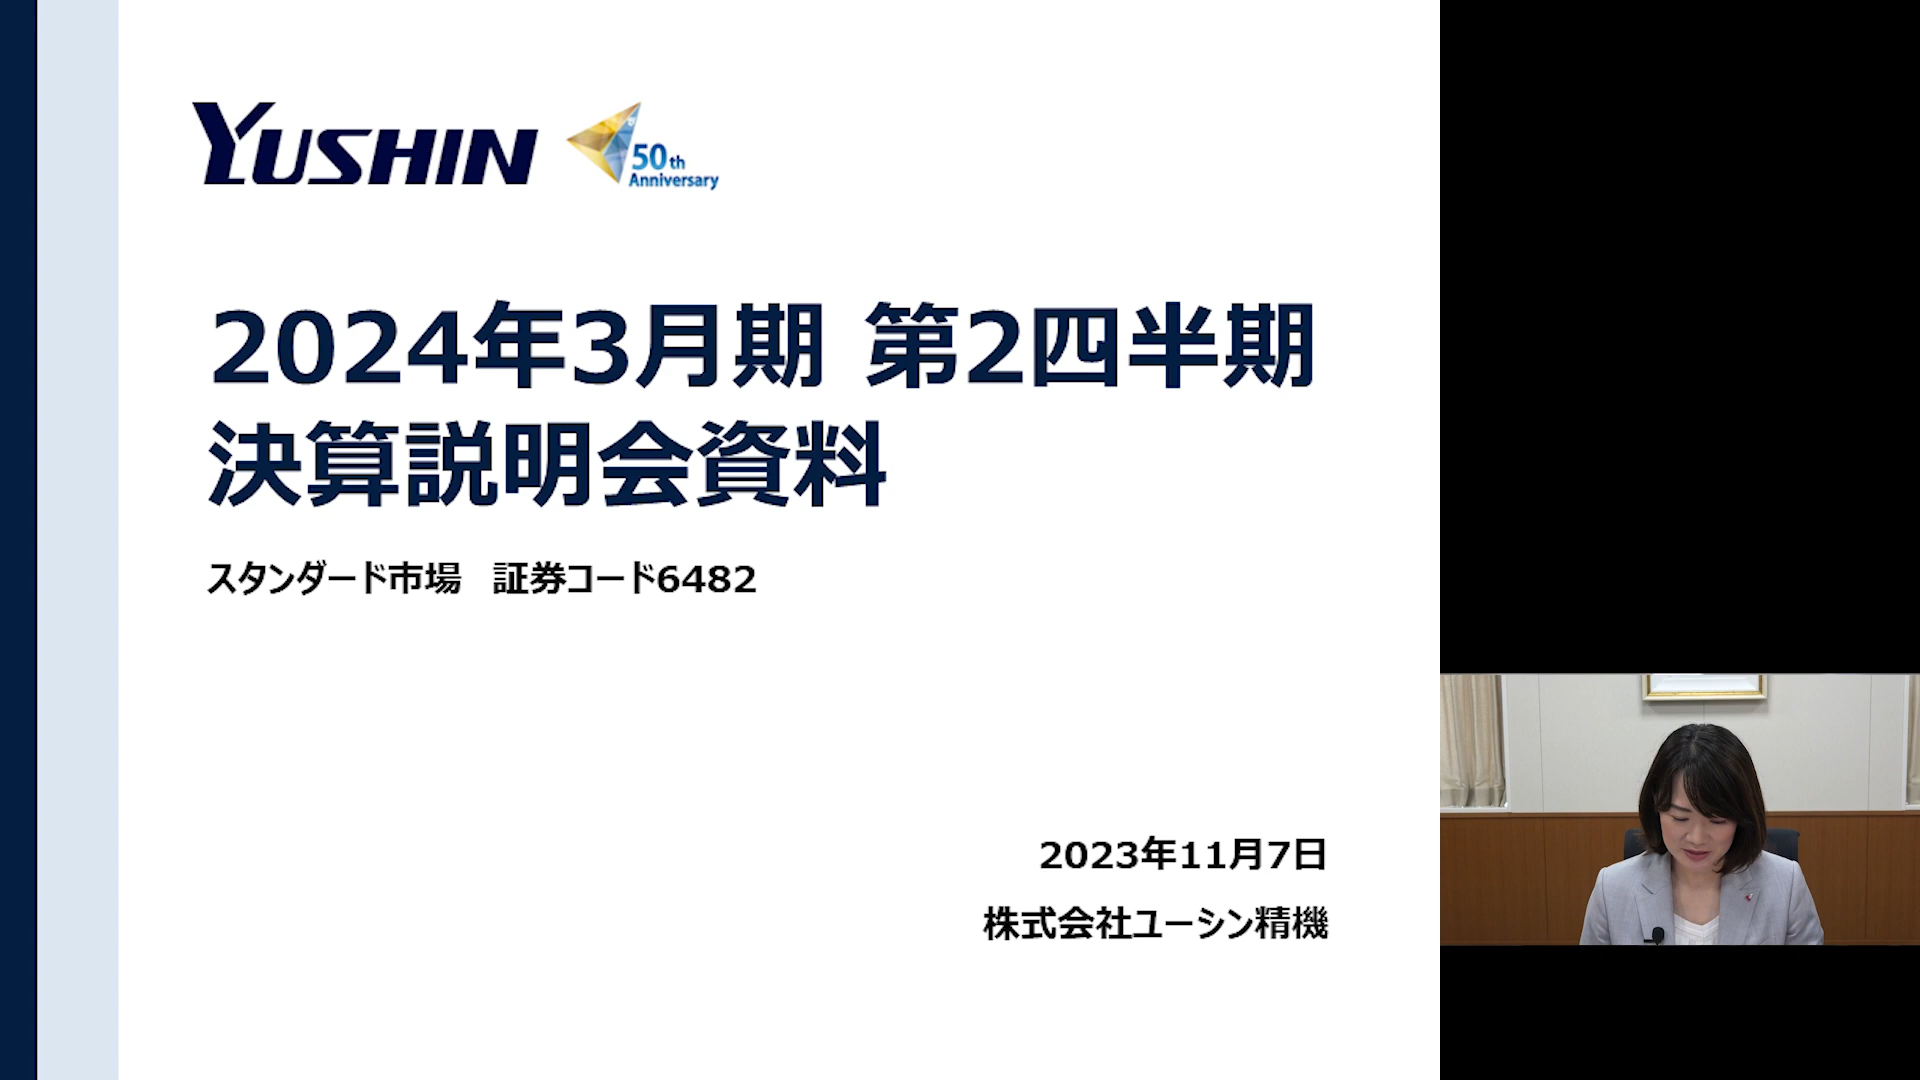 YUSHIN
50th
Anniversary
2024年3月期 第2四半期
決算説明会資料
スタンダード市場 証券コード6482
2023年11月7日
株式会社ユーシン精機